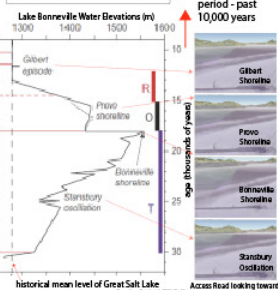 period - past
10,000 years
Lake Bonneville Water Elevations (m)
1300
1400
1500
1600
10
15
20
25
30
age (thousands of years)
Gilbert
episode
Provo
shoreline
Bonneville
shoreline
Stansbury
oscillation
R
O
T
Gilbert
Shoreline
Provo
Shoreline
Bonneville
Shoreline
Stansbury
Oscillation
historical mean level of Great Salt Lake
Access Road looking toward